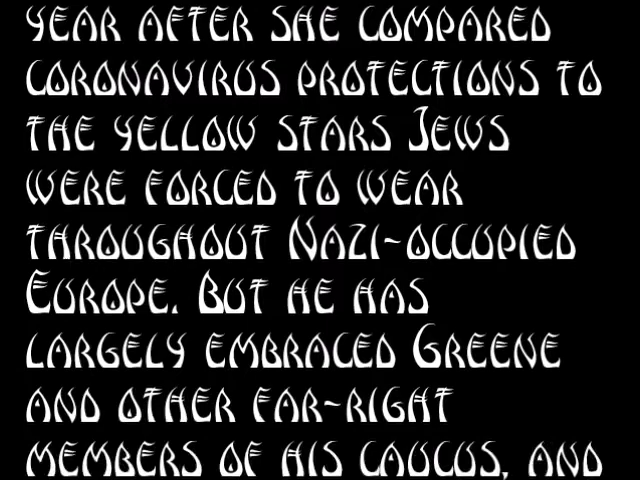 year after she compared
coronavirus protections to
the yellow stars Jews
were forced to wear
throughout Nazi-occupied
Europe. But he has
largely embraced Greene
and other far-right
members of his caucus, and